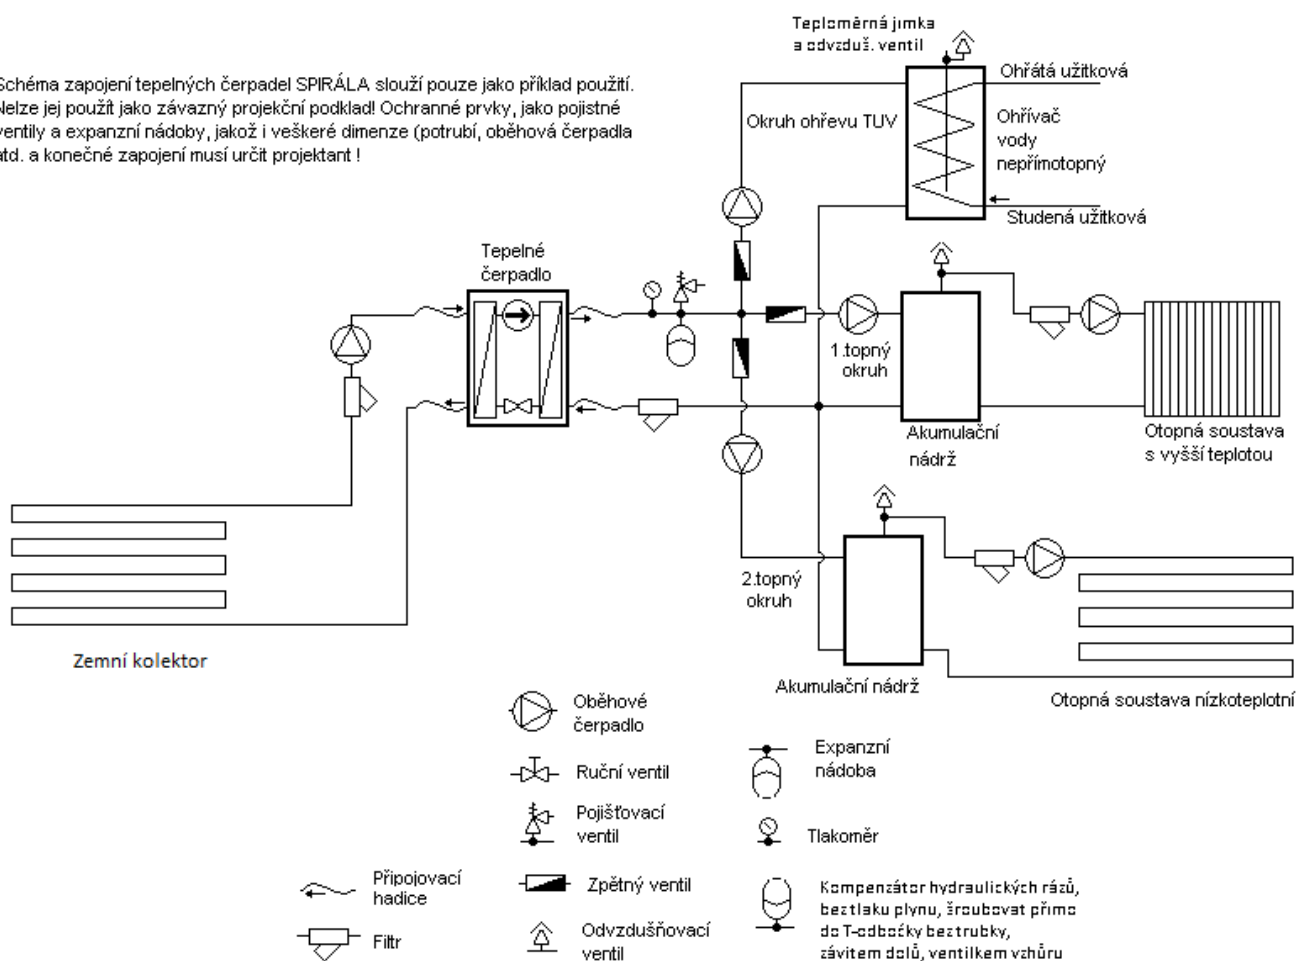 Teploměrná jimka
a odvzduš. ventil
Schéma zapojení tepelných čerpadel SPIRÁLA slouží pouze jako příklad použití.
Nelze jej použít jako závazný projekční podklad! Ochranné prvky, jako pojistné
ventily a expanzní nádoby, jakož i veškeré dimenze (potrubí, oběhová čerpadla
atd. a konečné zapojení musí určit projektant !
Ohřátá užitková
Okruh ohřevu TUV
Ohřívač
vody
nepřímotopný
Studená užitková
Tepelné
čerpadlo
1.topný
okruh
Akumulační
nádrž
Otopná soustava
s vyšší teplotou
2.topný
okruh
Zemní kolektor
Akumulační nádrž
Otopná soustava nízkoteplotní
Oběhové
čerpadlo
Ruční ventil
Pojišťovací
ventil
Expanzní
nádoba
Tlakoměr
Připojovací
hadice
Filtr
Zpětný ventil
Odvzdušňovací
ventil
Kompenzátor hydraulických rázů,
bez tlaku plynu, šroubovat přímo
do T-odbočky bez trubky,
závitem dolů, ventilkem vzhůru